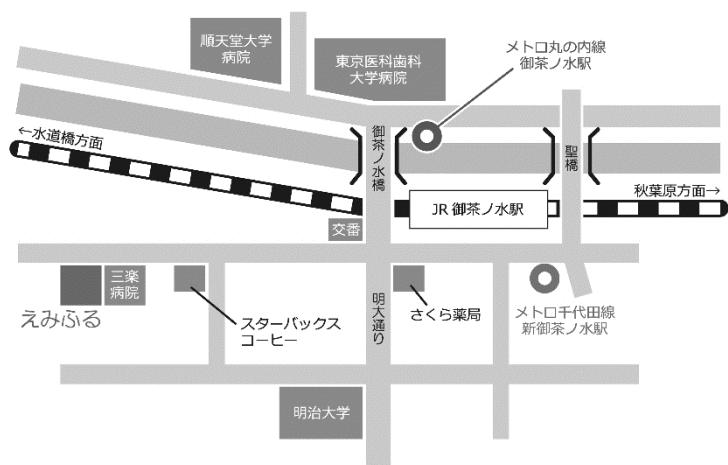 順天堂大学
病院
東京医科歯科
大学病院
メトロ丸の内線
御茶ノ水駅
←水道橋方面
御茶ノ水橋
聖橋
秋葉原方面→
JR 御茶ノ水駅
交番
三楽
病院
えみふる
スターバックス
コーヒー
明大通り
さくら薬局
メトロ千代田線
新御茶ノ水駅
明治大学